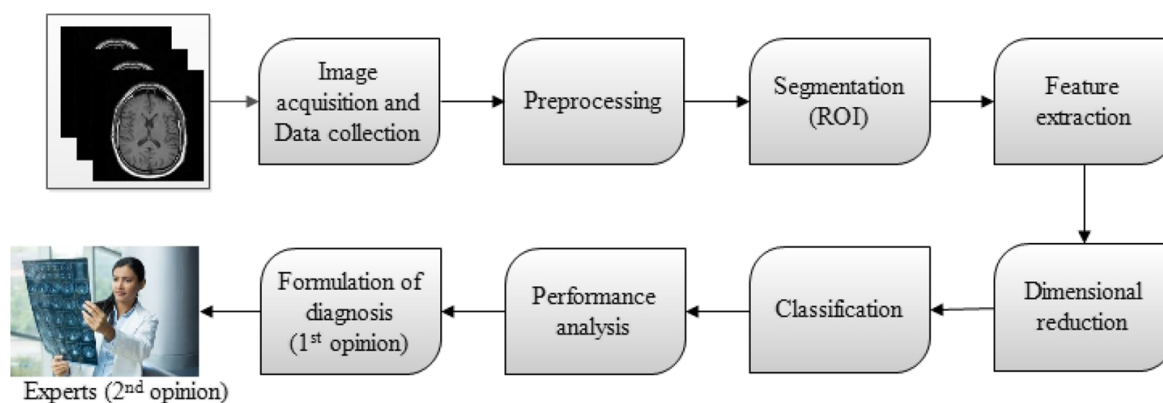 Image
acquisition and
Data collection
Preprocessing
Segmentation
(ROI)
Feature
extraction
Dimensional
reduction
Classification
Performance
analysis
Formulation of
diagnosis
(1st opinion)
Experts (2nd opinion)